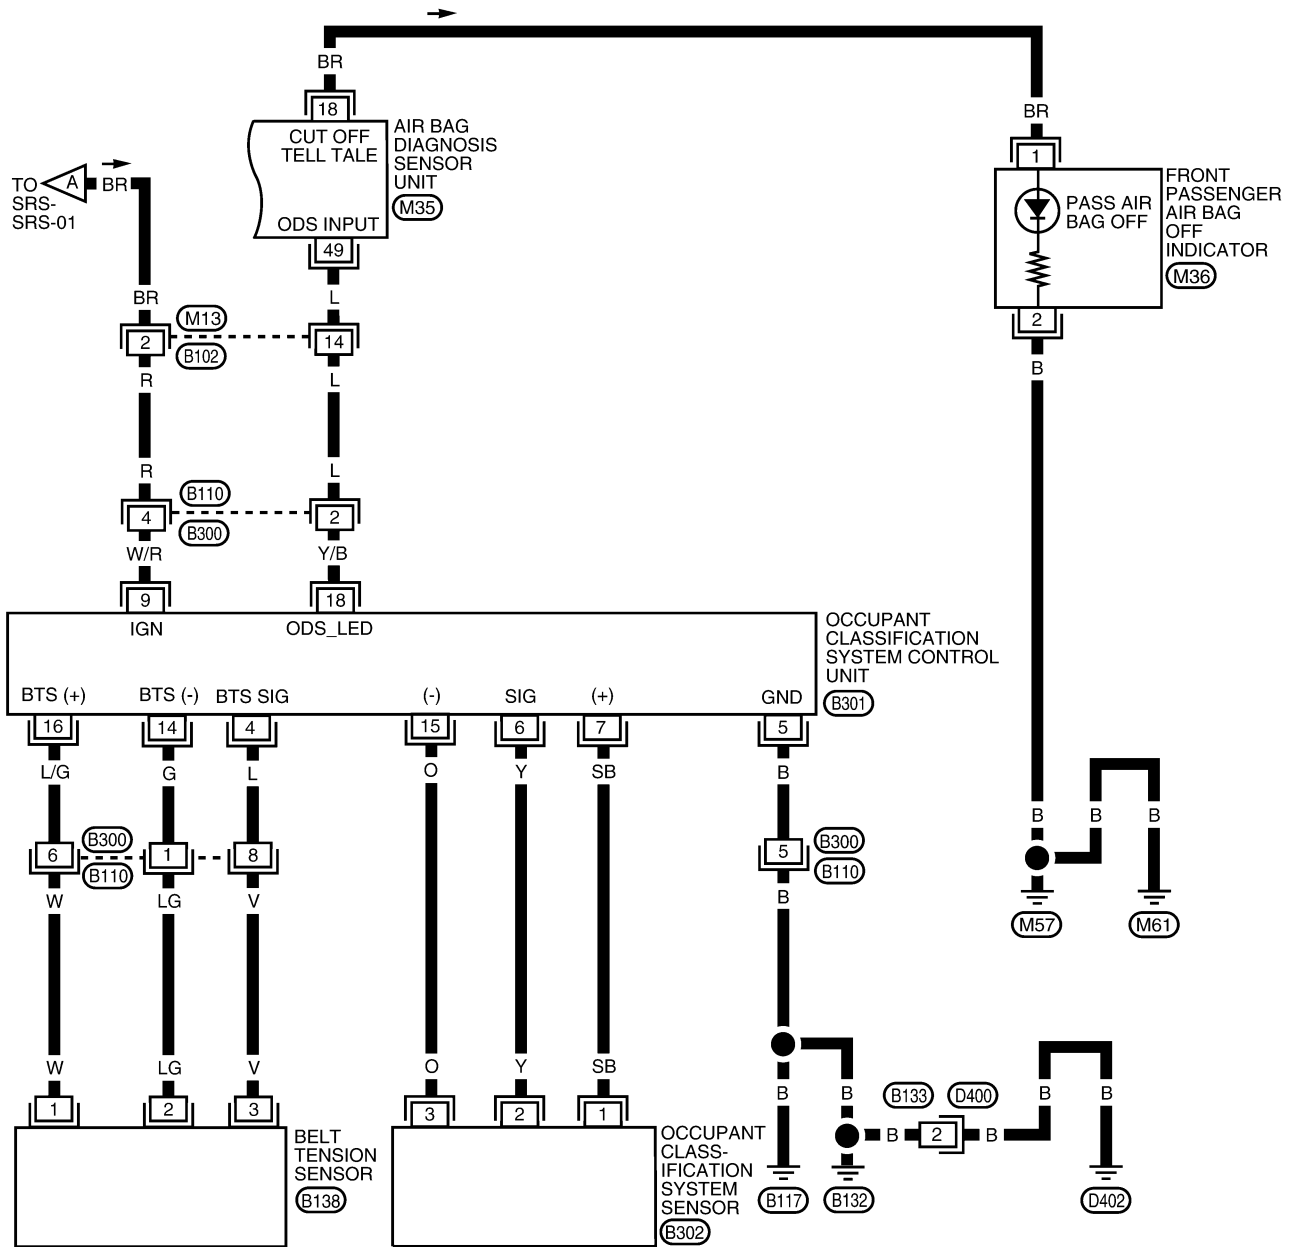 BR
18
CUT OFF
TELL TALE
ODS INPUT
49
AIR BAG
DIAGNOSIS
SENSOR
UNIT
M35
BR
1
PASS AIR
BAG OFF
2
FRONT
PASSENGER
AIR BAG
OFF
INDICATOR
M36
TO
SRS-
SRS-01
A
BR
BR
L
M13
2
14
B102
R
L
R
L
B110
4
2
B300
W/R
Y/B
9
18
IGN
ODS_LED
OCCUPANT
CLASSIFICATION
SYSTEM CONTROL
UNIT
B301
BTS (+)
BTS (-)
BTS SIG
(-)
SIG
(+)
GND
16
14
4
15
6
7
5
L/G
G
L
O
Y
SB
B
B300
6
1
8
B110
5
B300
B110
W
LG
V
B
W
LG
V
O
Y
SB
1
2
3
3
2
1
BELT
TENSION
SENSOR
B138
OCCUPANT
CLASS-
IFICATION
SYSTEM
SENSOR
B302
B
B
B
B
M57
M61
B
B
B133
D400
B
2
B
B
B
B117
B132
D402